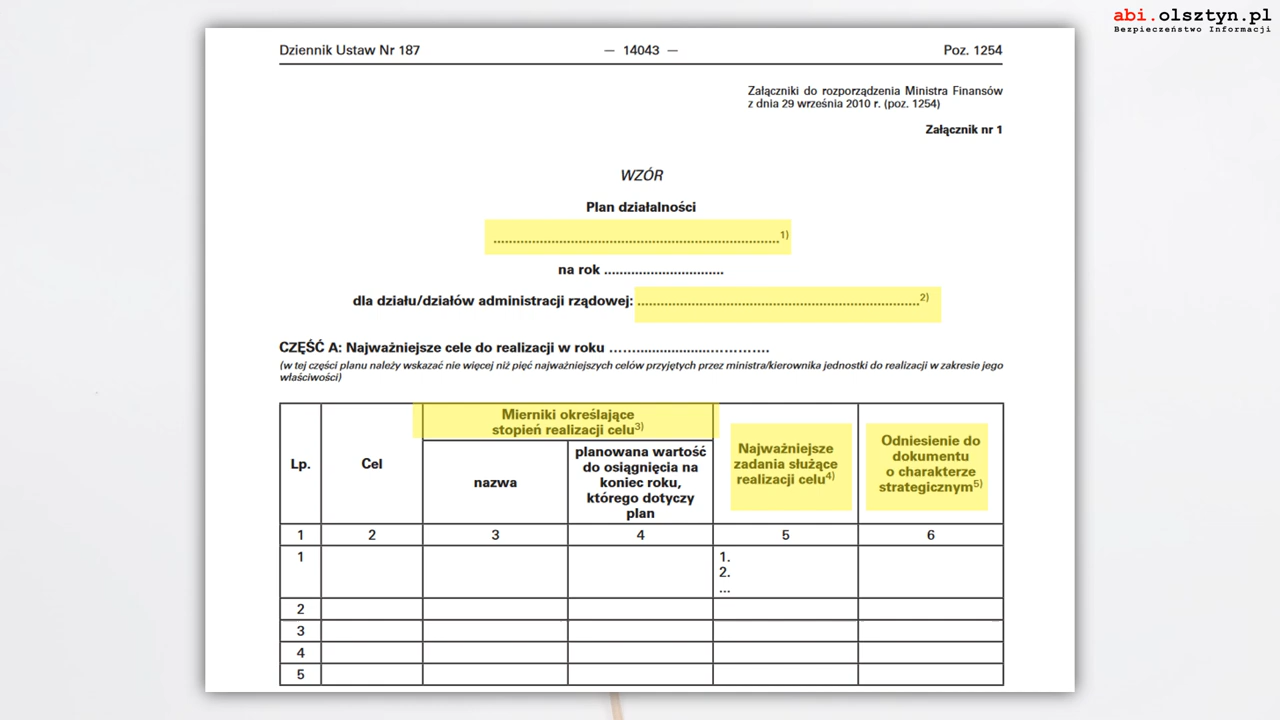 abi.olsztyn.pl
Bezpieczeństwo Informacji
Dziennik Ustaw Nr 187 — 14043 — Poz. 1254
Załączniki do rozporządzenia Ministra Finansów
z dnia 29 września 2010 r. (poz. 1254)
Załącznik nr 1
WZÓR
Plan działalności
......................................................................1)
na rok .............................
dla działu/działów administracji rządowej: .....................................................................2)
CZĘŚĆ A: Najważniejsze cele do realizacji w roku ……......................………….
(w tej części planu należy wskazać nie więcej niż pięć najważniejszych celów przyjętych przez ministra/kierownika jednostki do realizacji w zakresie jego
właściwości)
Lp.
Cel
Mierniki określające
stopień realizacji celu3)
nazwa
planowana wartość
do osiągnięcia na
koniec roku,
którego dotyczy
plan
Najważniejsze
zadania służące
realizacji celu4)
Odniesienie do
dokumentu
o charakterze
strategicznym5)
1 2 3 4 5 6
1
1.
2.
...
2
3
4
5